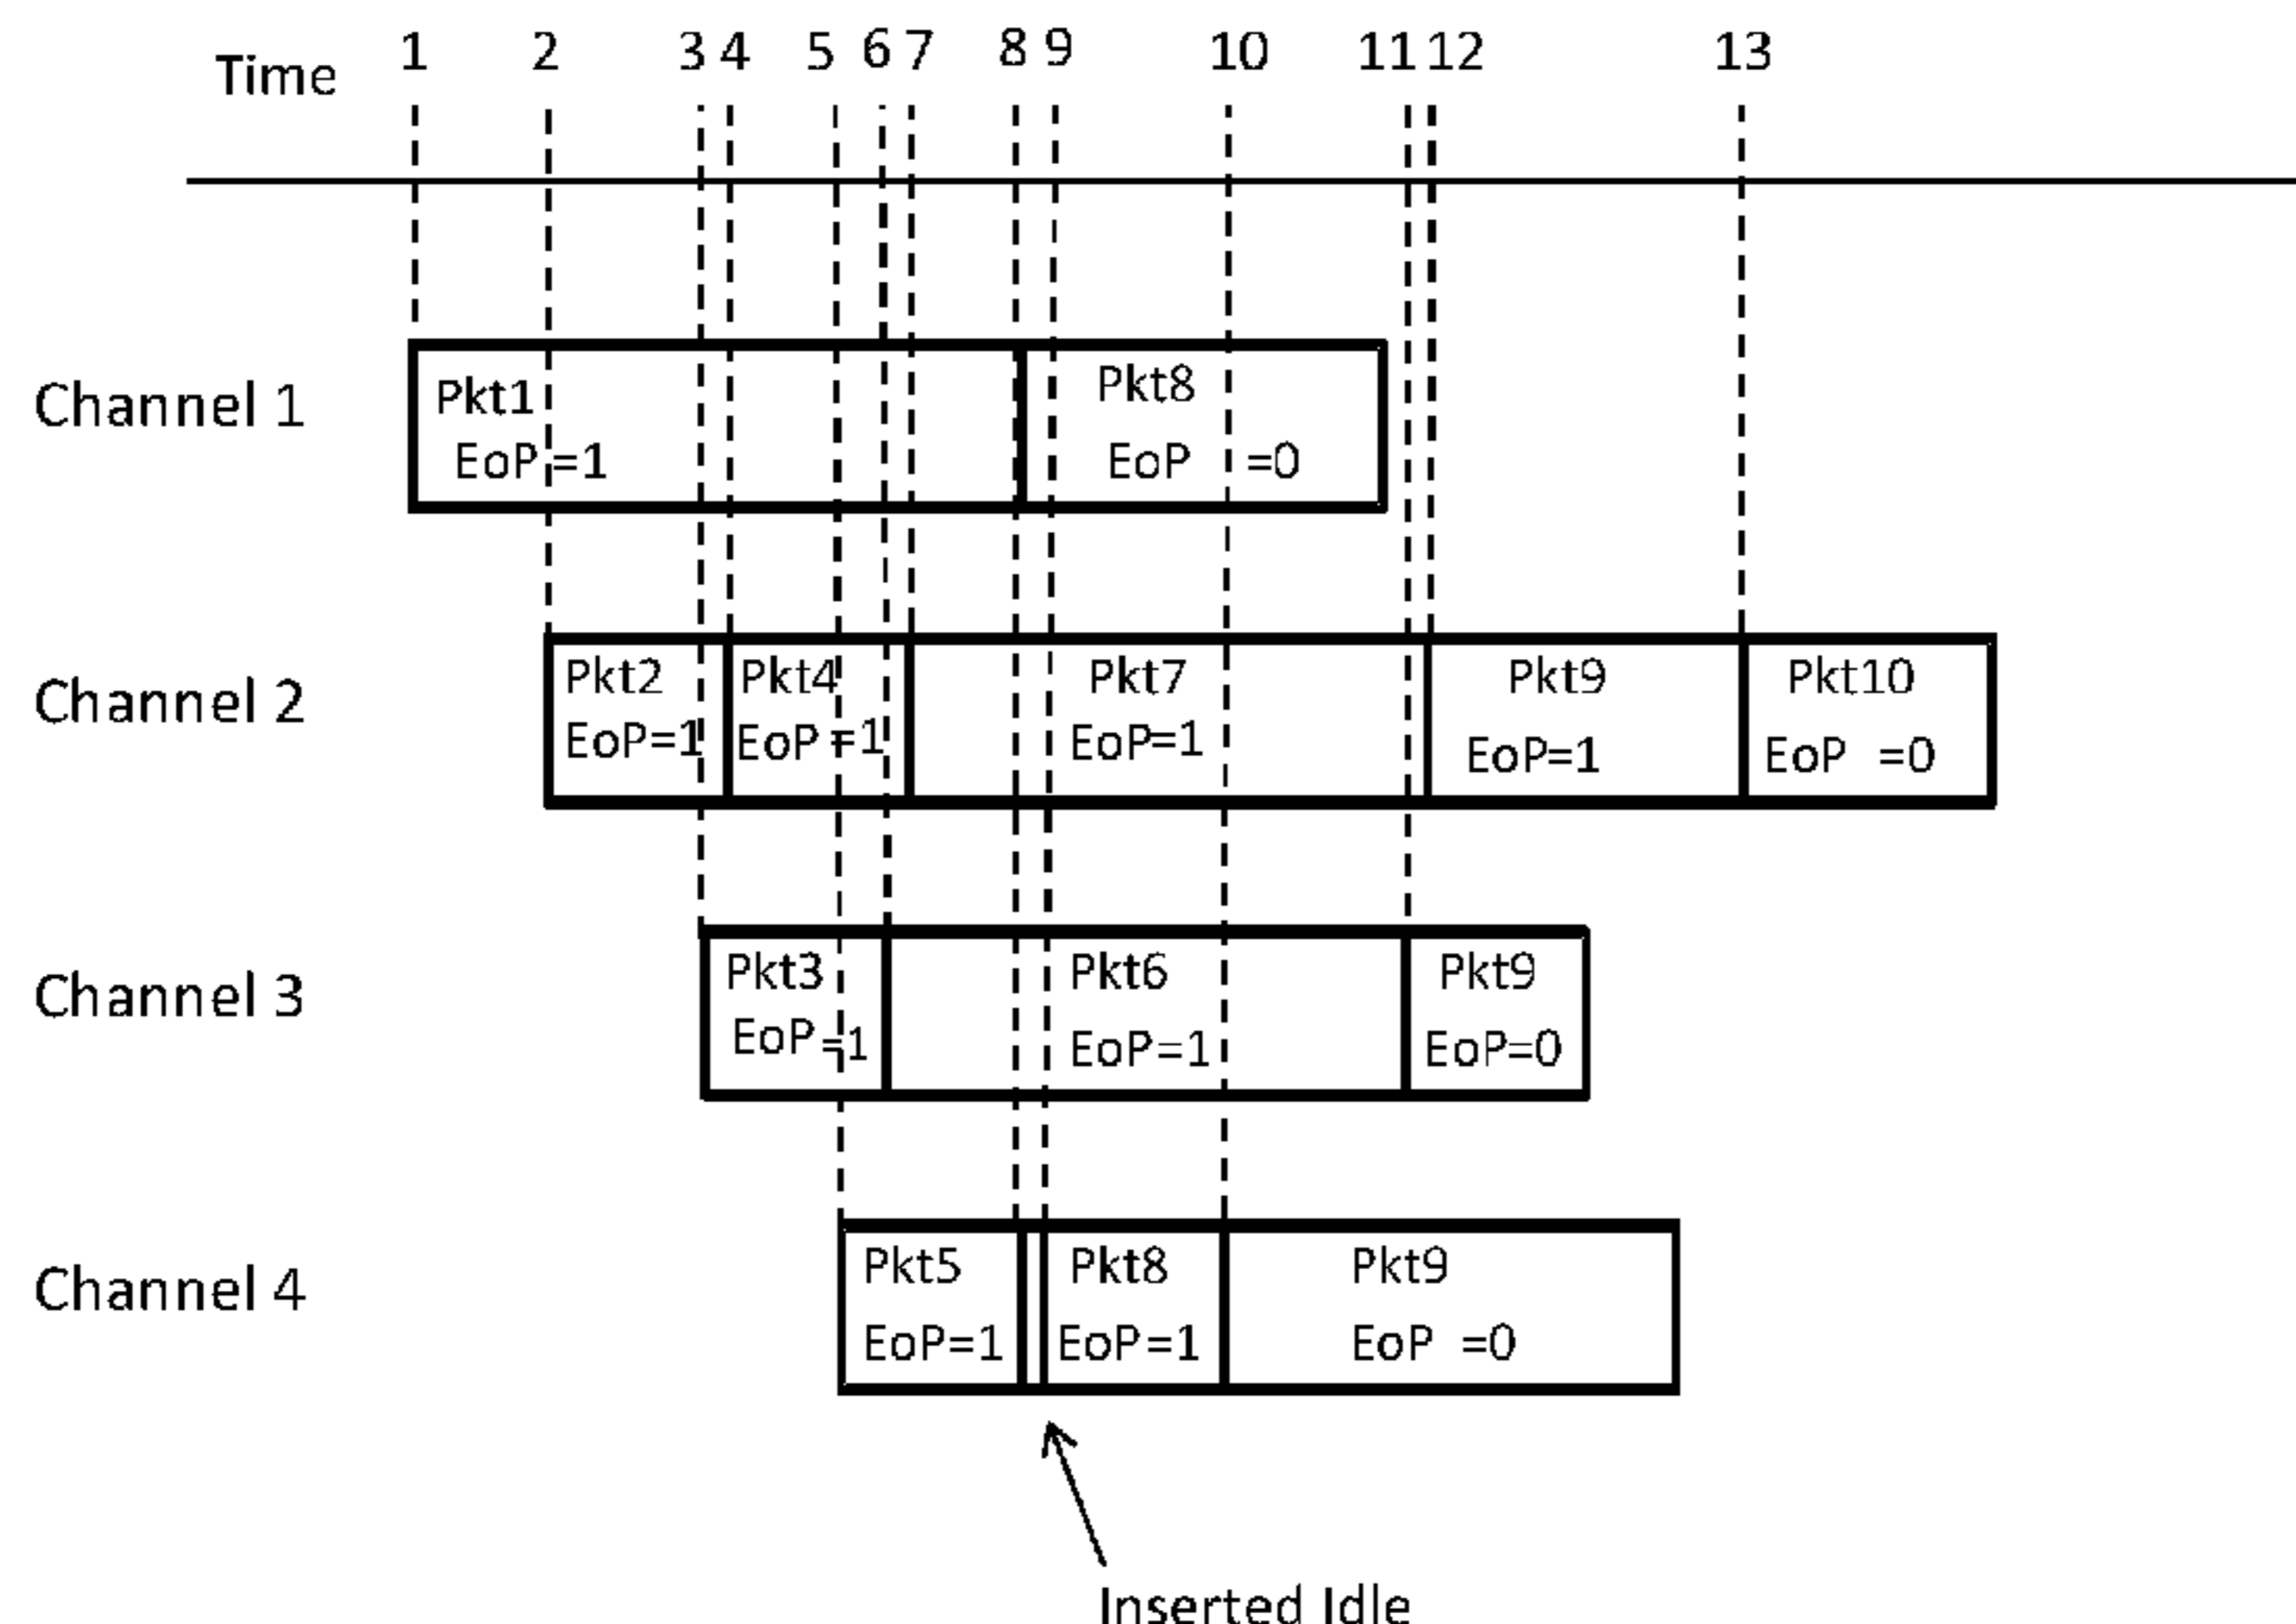 Time 1 2 3 4 5 6 7 8 9 10 11 12 13
Channel 1
Pkt1
EoP =1
Pkt8
EoP =0
Channel 2
Pkt2
EoP=1
Pkt4
EoP =1
Pkt7
EoP=1
Pkt9
EoP=1
Pkt10
EoP =0
Channel 3
Pkt3
EoP =1
Pkt6
EoP=1
Pkt9
EoP=0
Channel 4
Pkt5
EoP=1
Pkt8
EoP=1
Pkt9
EoP =0
Inserted Idle